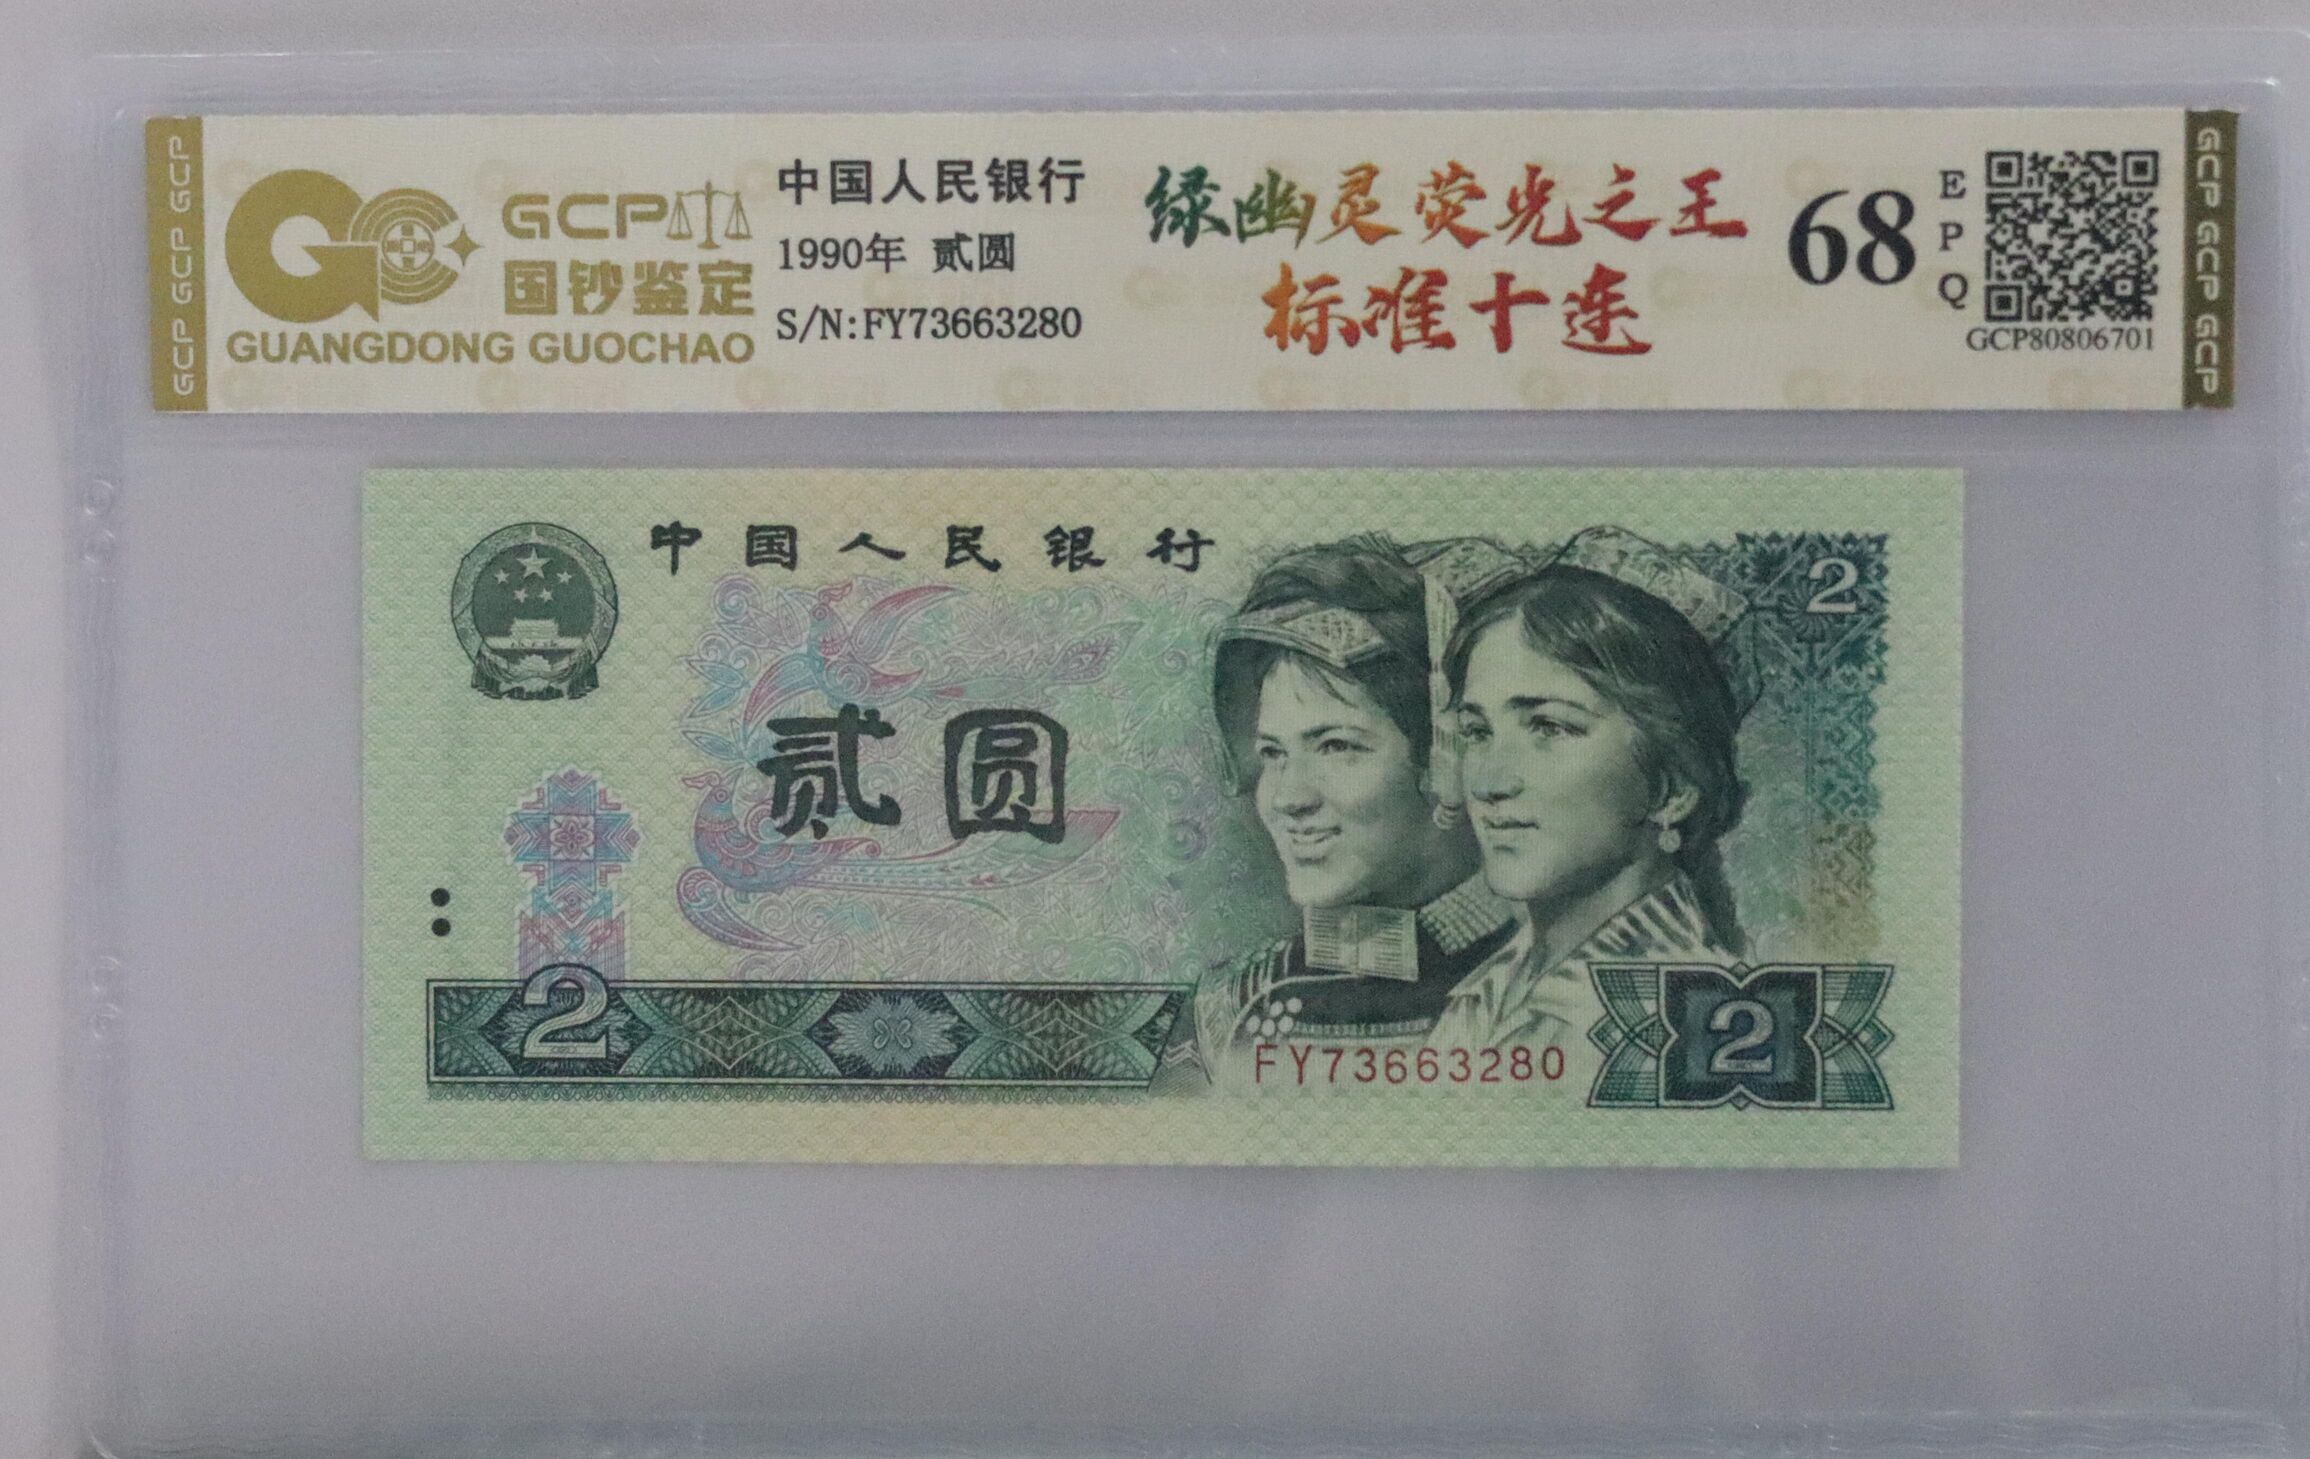 GCP GCP GCP
GCP
国钞鉴定
GUANGDONG GUOCHAO
中国人民银行
1990年 贰圆
S/N:FY73663280
绿幽灵荧光之王
标准十连
68
EPQ
GCP80806701
GCP GCP GCP
中国人民银行
2
贰圆
2
FY73663280
2